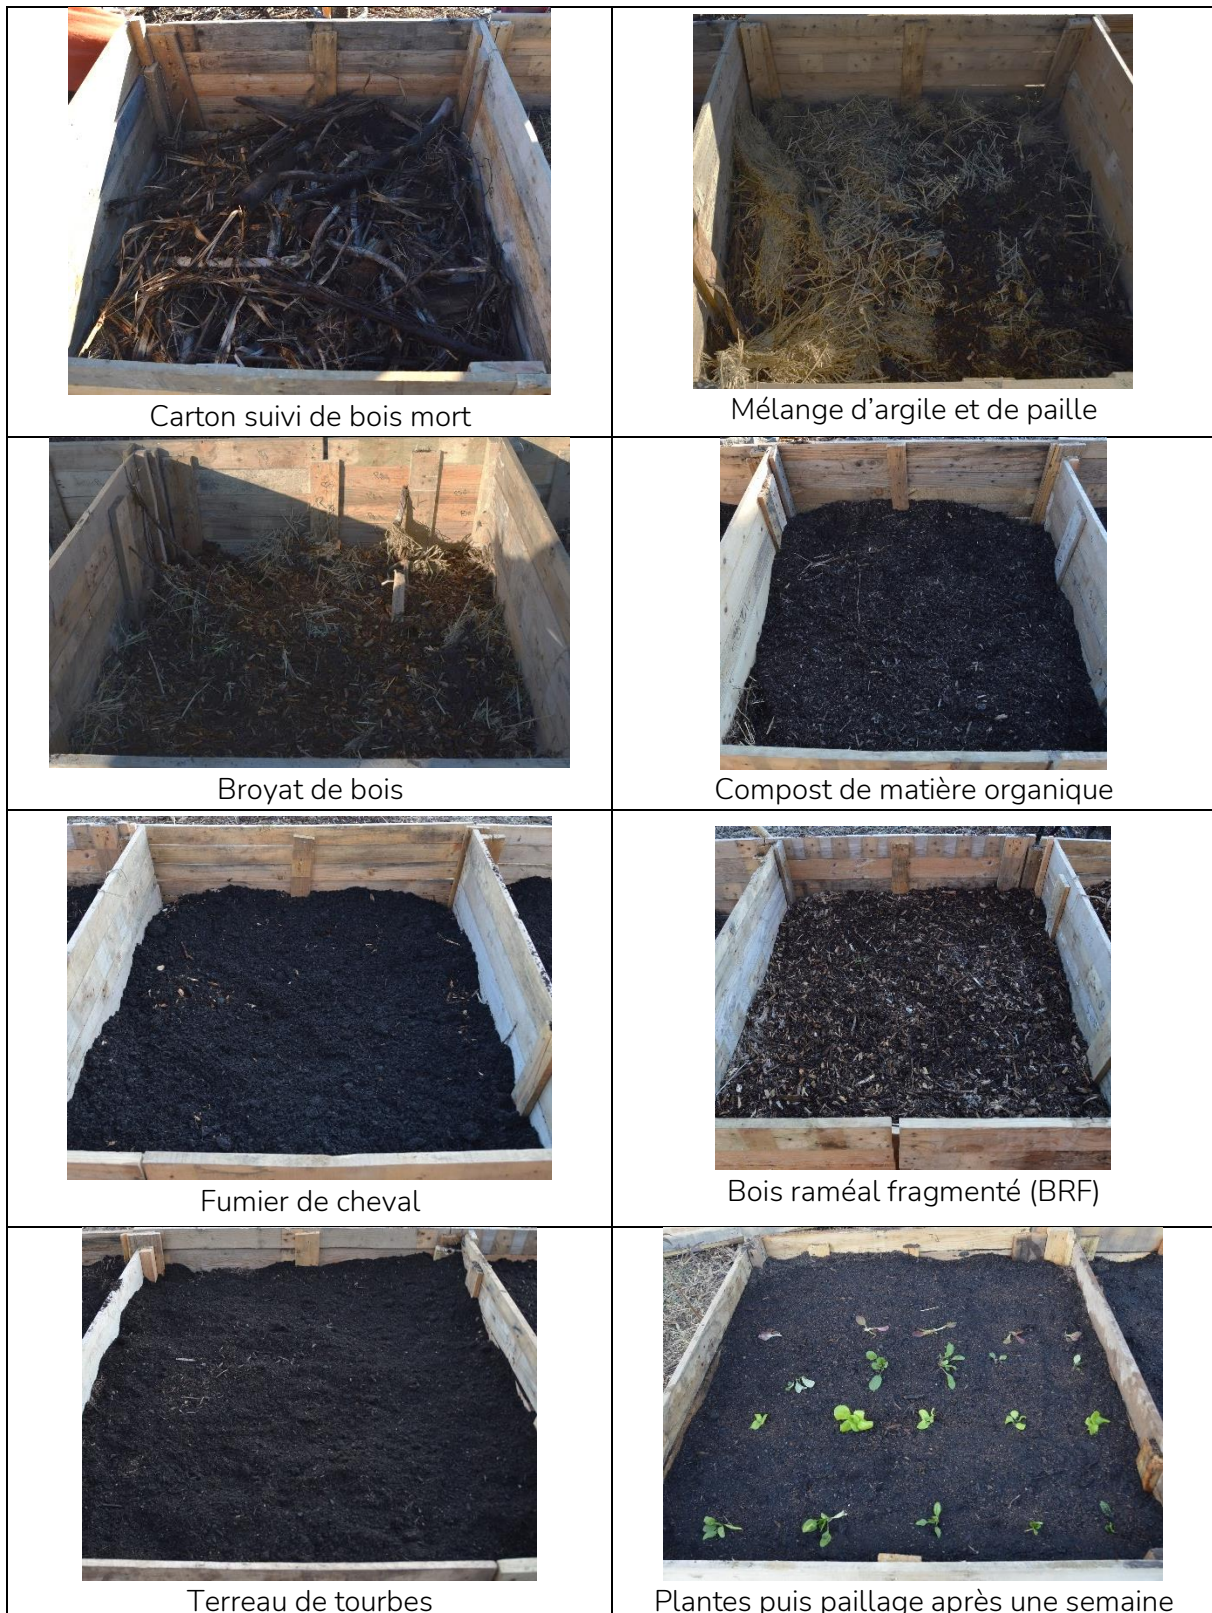 Carton suivi de bois mort
Mélange d'argile et de paille
Broyat de bois
Compost de matière organique
Fumier de cheval
Bois raméal fragmenté (BRF)
Terreau de tourbes
Plantes puis paillage après une semaine